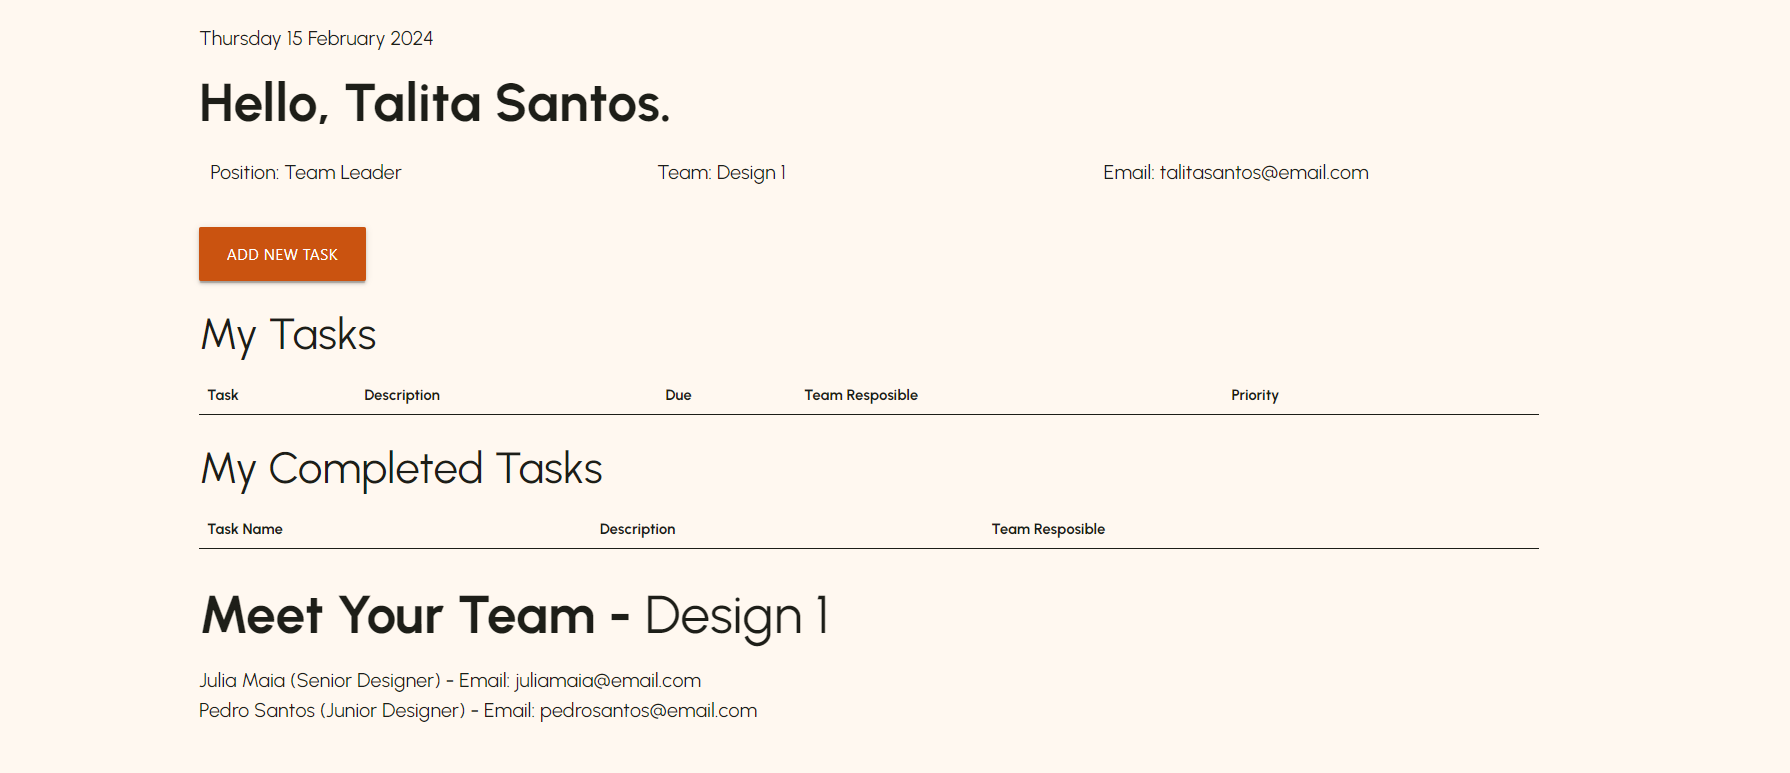 Thursday 15 February 2024
Hello, Talita Santos.
Position: Team Leader Team: Design 1 Email: talitasantos@email.com
ADD NEW TASK
My Tasks
Task Description Due Team Resposible Priority
My Completed Tasks
Task Name Description Team Resposible
Meet Your Team - Design 1
Julia Maia (Senior Designer) - Email: juliamaia@email.com
Pedro Santos (Junior Designer) - Email: pedrosantos@email.com